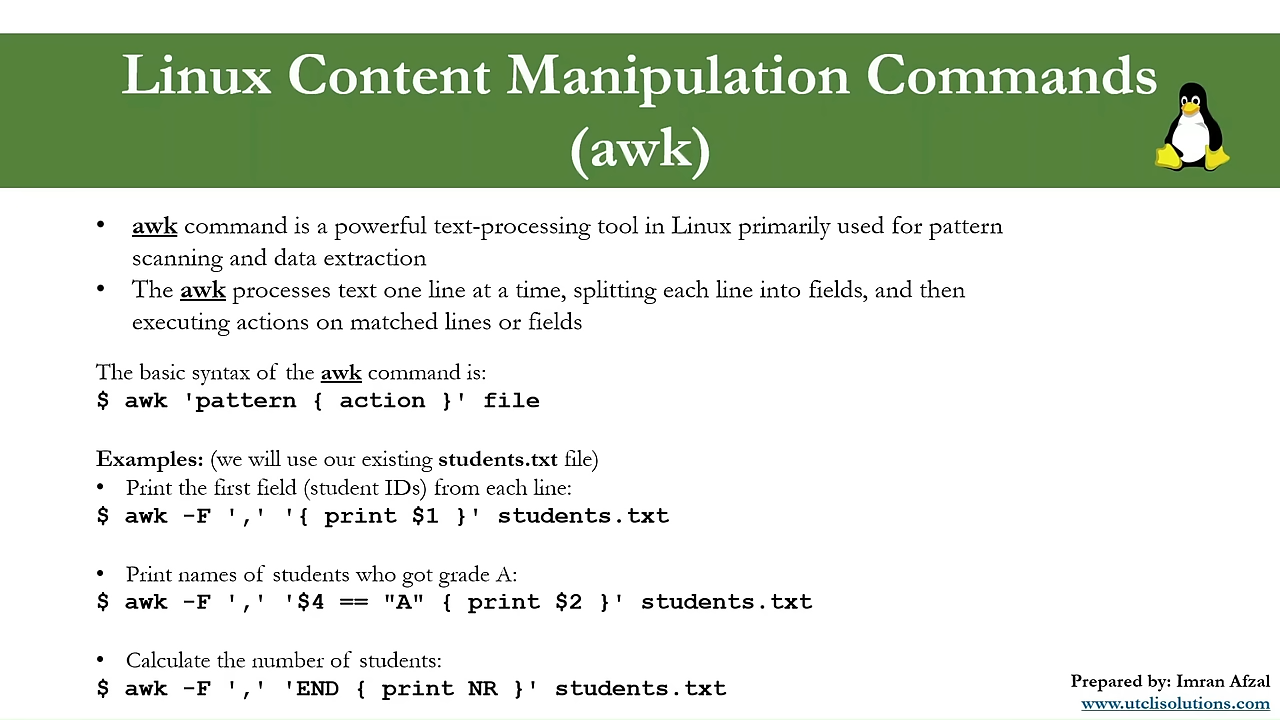 Linux Content Manipulation Commands
(awk)
• awk command is a powerful text-processing tool in Linux primarily used for pattern
scanning and data extraction
• The awk processes text one line at a time, splitting each line into fields, and then
executing actions on matched lines or fields
The basic syntax of the awk command is:
$ awk 'pattern { action }' file
Examples: (we will use our existing students.txt file)
• Print the first field (student IDs) from each line:
$ awk -F ',' '{ print $1 }' students.txt
• Print names of students who got grade A:
$ awk -F ',' '$4 == "A" { print $2 }' students.txt
• Calculate the number of students:
$ awk -F ',' 'END { print NR }' students.txt
Prepared by: Imran Afzal
www.utclisolutions.com